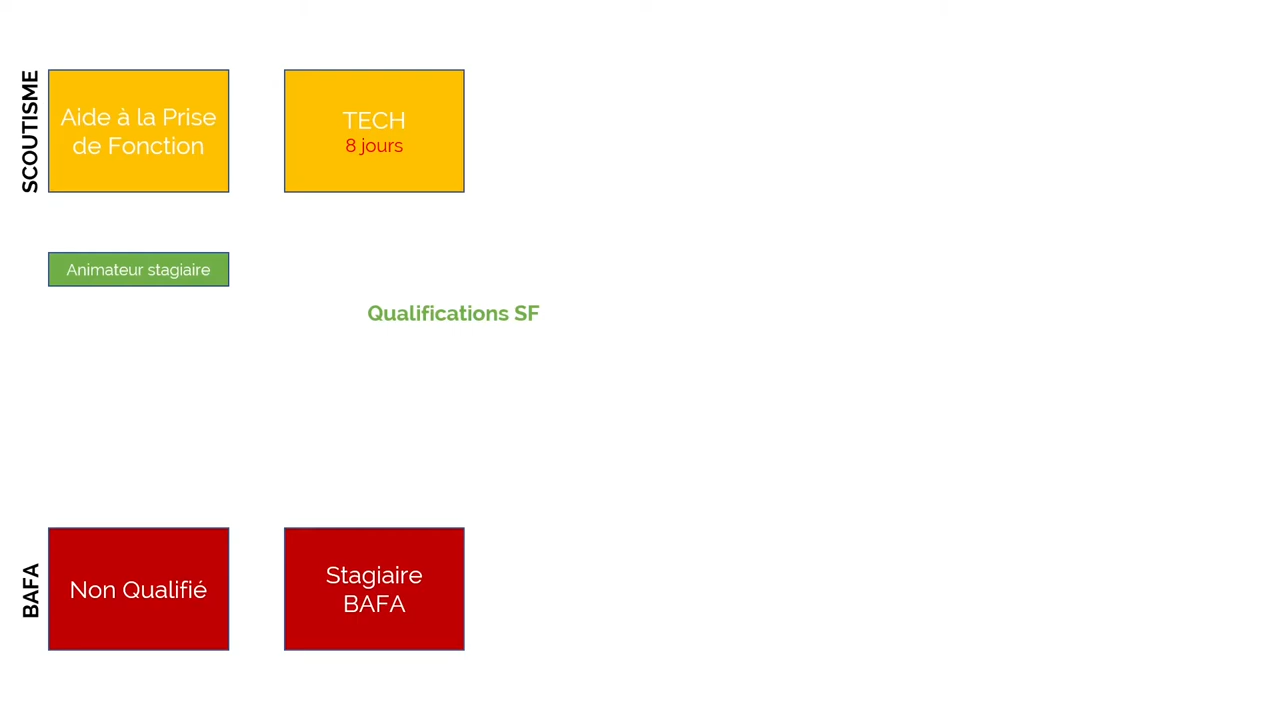 SCOUTISME
Aide à la Prise
de Fonction
TECH
8 jours
Animateur stagiaire
Qualifications SF
BAFA
Non Qualifié
Stagiaire
BAFA